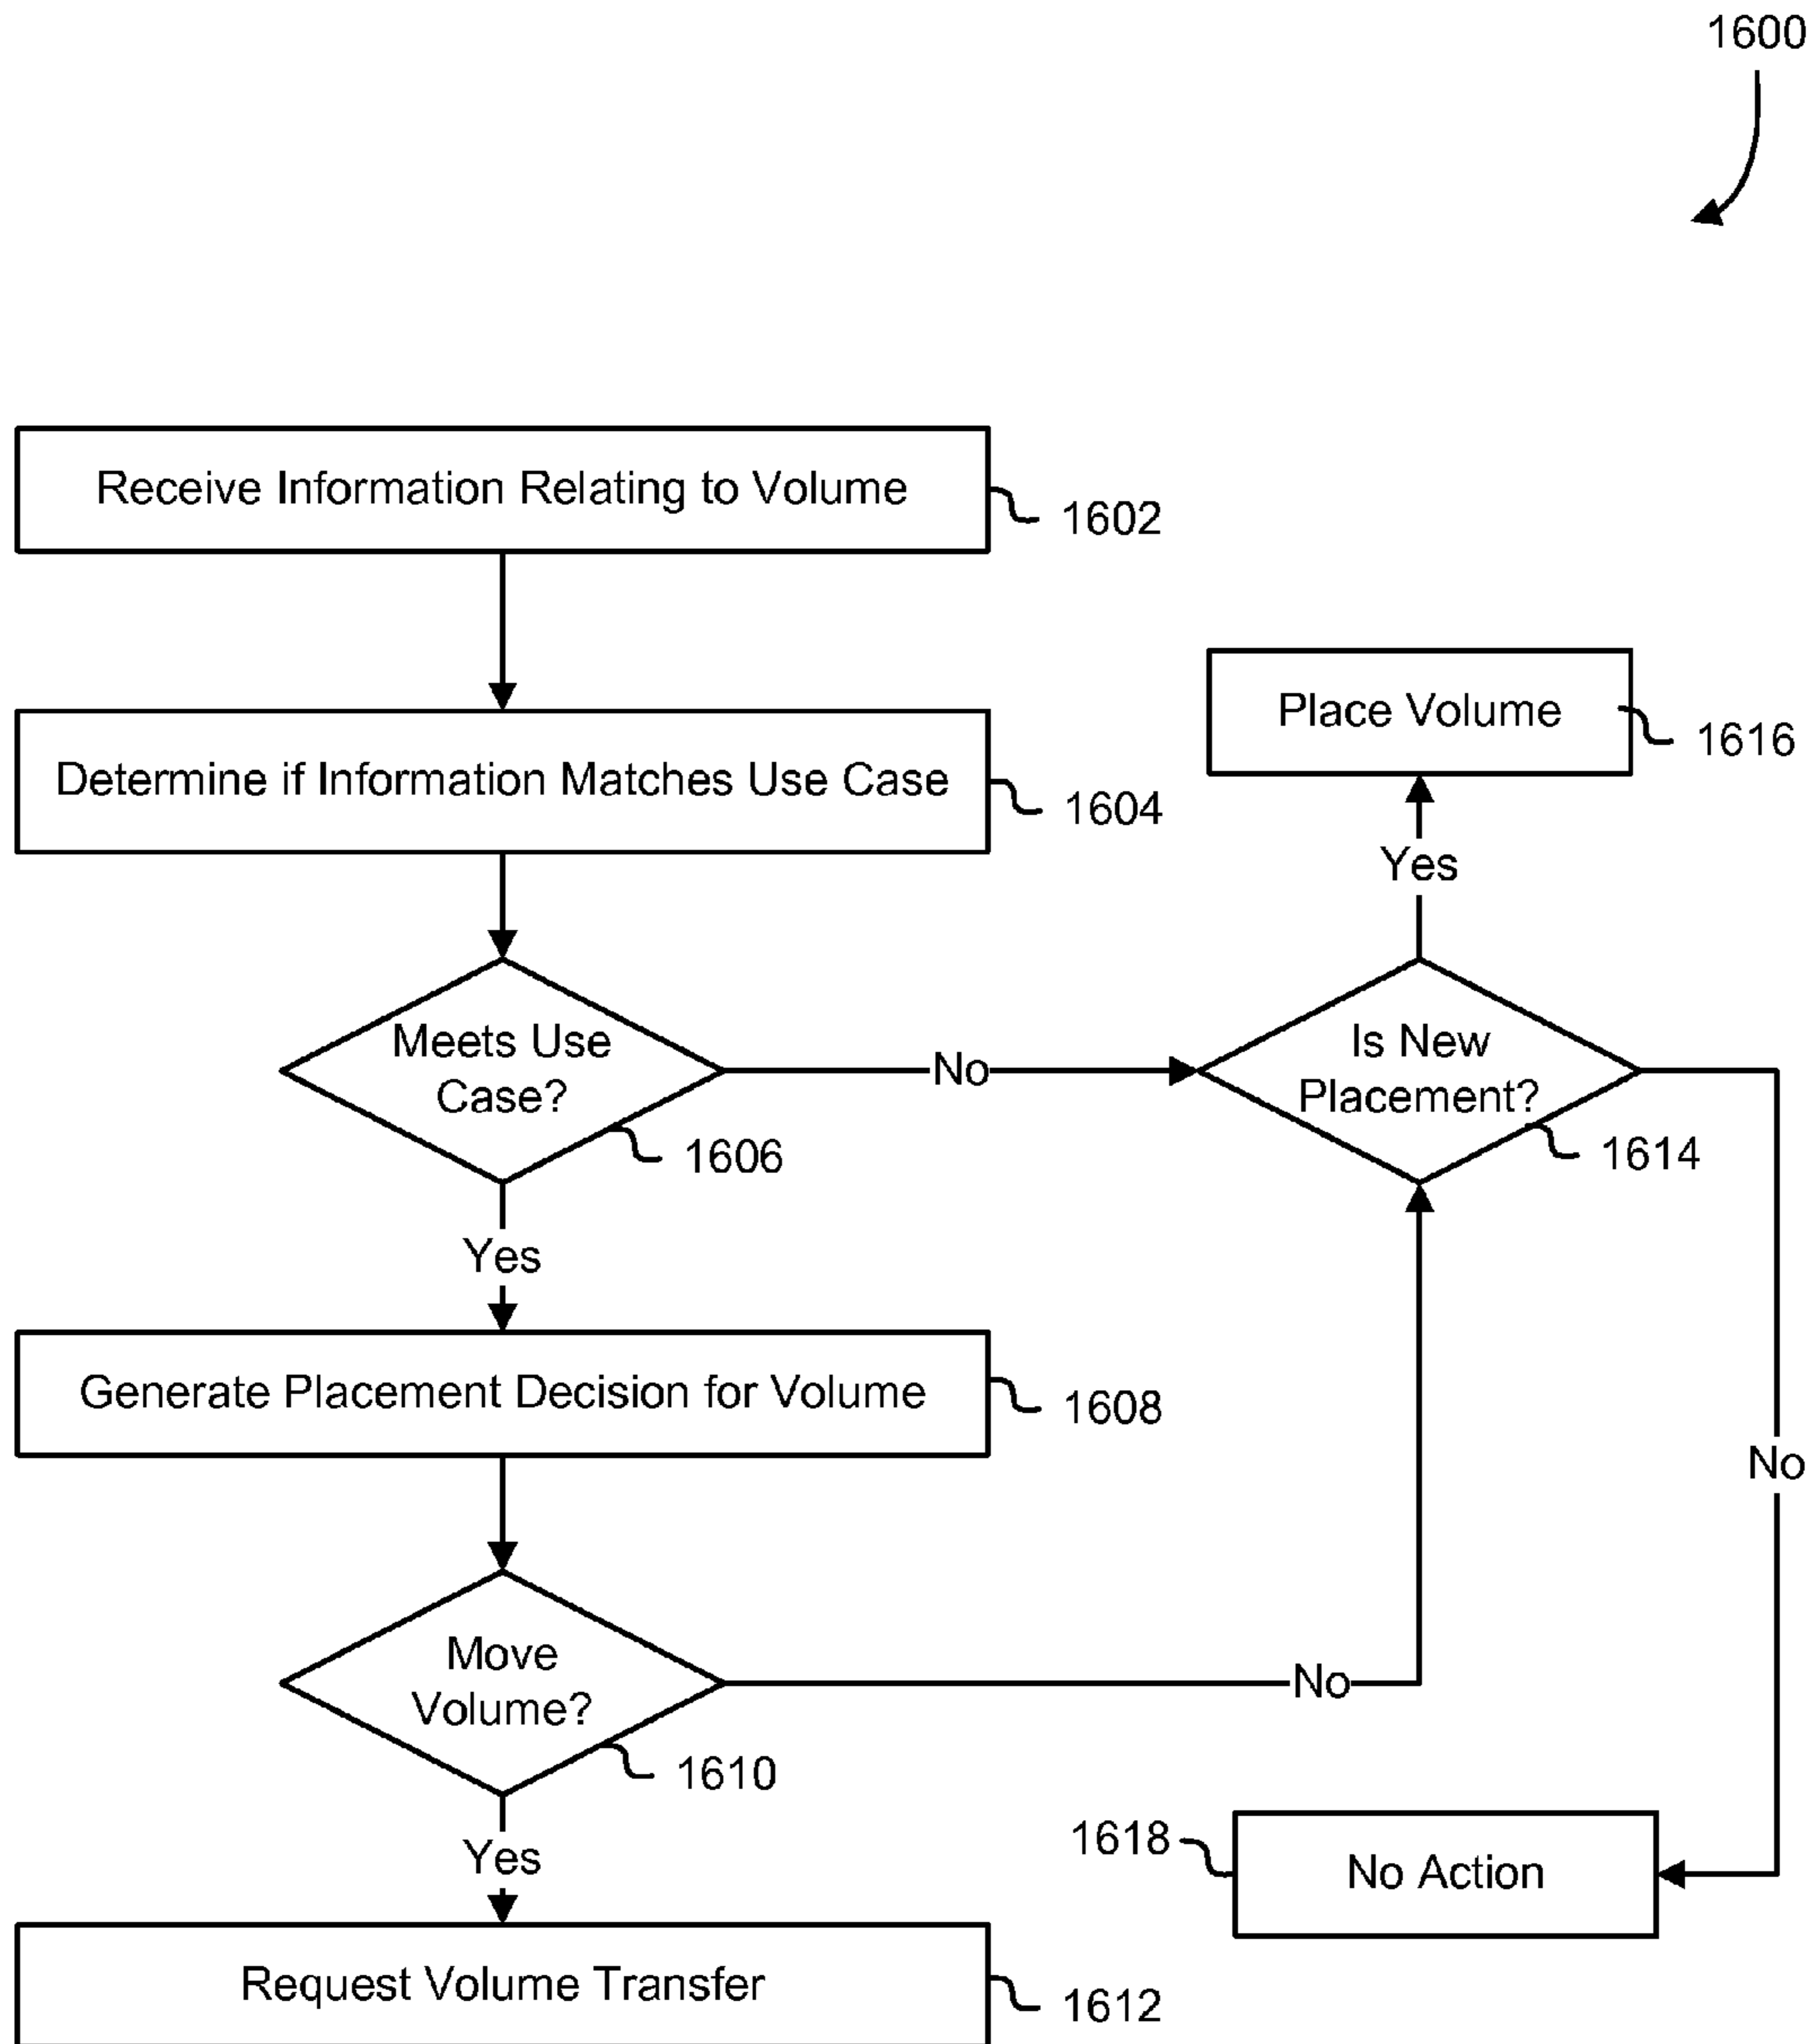 1600
Receive Information Relating to Volume
1602
Determine if Information Matches Use Case
1604
Place Volume
1616
Yes
Meets Use
Case?
1606
No
Is New
Placement?
1614
Yes
Generate Placement Decision for Volume
1608
No
Move
Volume?
1610
No
Yes
1618
No Action
Request Volume Transfer
1612